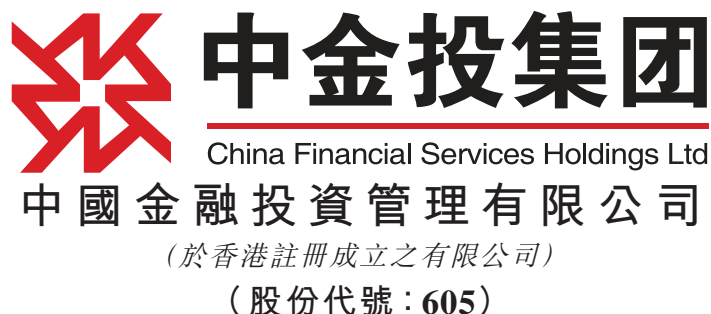 中金投集团
China Financial Services Holdings Ltd
中國金融投資管理有限公司
(於香港註冊成立之有限公司)
(股份代號：605)